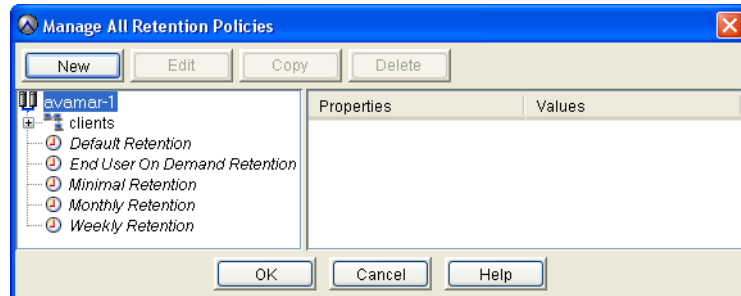 Manage All Retention Policies
New Edit Copy Delete
avamar-1
clients
Default Retention
End User On Demand Retention
Minimal Retention
Monthly Retention
Weekly Retention
Properties Values
OK Cancel Help